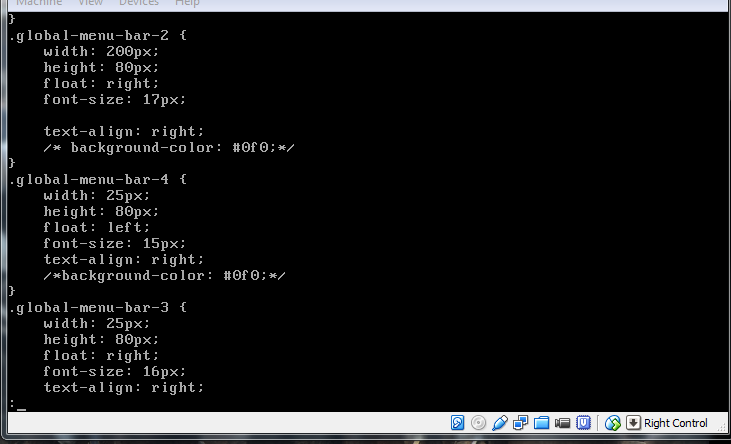 Machine View Devices Help
}
.global-menu-bar-2 {
    width: 200px;
    height: 80px;
    float: right;
    font-size: 17px;

    text-align: right;
    /* background-color: #0f0;*/
}
.global-menu-bar-4 {
    width: 25px;
    height: 80px;
    float: left;
    font-size: 15px;
    text-align: right;
    /*background-color: #0f0;*/
}
.global-menu-bar-3 {
    width: 25px;
    height: 80px;
    float: right;
    font-size: 16px;
    text-align: right;
:_
Right Control